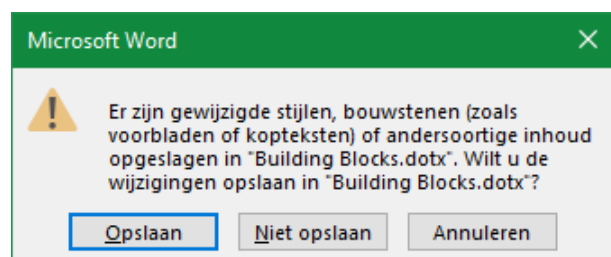 Microsoft Word
Er zijn gewijzigde stijlen, bouwstenen (zoals
voorbladen of kopteksten) of andersoortige inhoud
opgeslagen in "Building Blocks.dotx". Wilt u de
wijzigingen opslaan in "Building Blocks.dotx"?
Opslaan Niet opslaan Annuleren